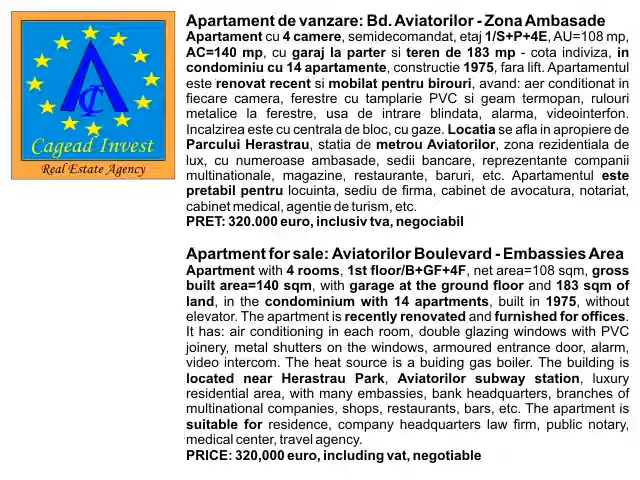 Cagead Invest
Real Estate Agency
Apartament de vanzare: Bd. Aviatorilor - Zona Ambasade
Apartament cu 4 camere, semidecomandat, etaj 1/S+P+4E, AU=108 mp,
AC=140 mp, cu garaj la parter si teren de 183 mp - cota indiviza, in
condominiu cu 14 apartamente, constructie 1975, fara lift. Apartamentul
este renovat recent si mobilat pentru birouri, avand: aer conditionat in
fiecare camera, ferestre cu tamplarie PVC si geam termopan, rulouri
metalice la ferestre, usa de intrare blindata, alarma, videointerfon.
Incalzirea este cu centrala de bloc, cu gaze. Locatia se afla in apropiere de
Parcului Herastrau, statia de metrou Aviatorilor, zona rezidentiala de
lux, cu numeroase ambasade, sedii bancare, reprezentante companii
multinationale, magazine, restaurante, baruri, etc. Apartamentul este
pretabil pentru locuinta, sediu de firma, cabinet de avocatura, notariat,
cabinet medical, agentie de turism, etc.
PRET: 320.000 euro, inclusiv tva, negociabil
Apartment for sale: Aviatorilor Boulevard - Embassies Area
Apartment with 4 rooms, 1st floor/B+GF+4F, net area=108 sqm, gross
built area=140 sqm, with garage at the ground floor and 183 sqm of
land, in the condominium with 14 apartments, built in 1975, without
elevator. The apartment is recently renovated and furnished for offices.
It has: air conditioning in each room, double glazing windows with PVC
joinery, metal shutters on the windows, armoured entrance door, alarm,
video intercom. The heat source is a buiding gas boiler. The building is
located near Herastrau Park, Aviatorilor subway station, luxury
residential area, with many embassies, bank headquarters, branches of
multinational companies, shops, restaurants, bars, etc. The apartment is
suitable for residence, company headquarters law firm, public notary,
medical center, travel agency.
PRICE: 320,000 euro, including vat, negotiable